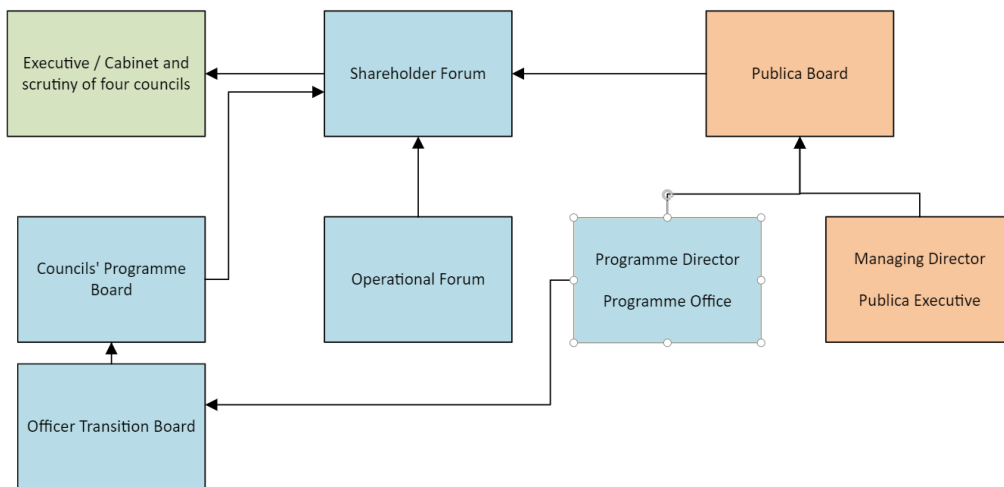 Executive / Cabinet and
scrutiny of four councils
Shareholder Forum
Publica Board
Councils' Programme
Board
Operational Forum
Programme Director
Programme Office
Managing Director
Publica Executive
Officer Transition Board